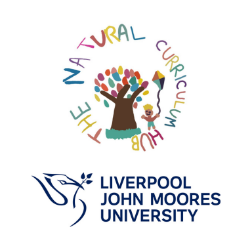 THE NATURAL CURRICULUM HUB
LIVERPOOL
JOHN MOORES
UNIVERSITY